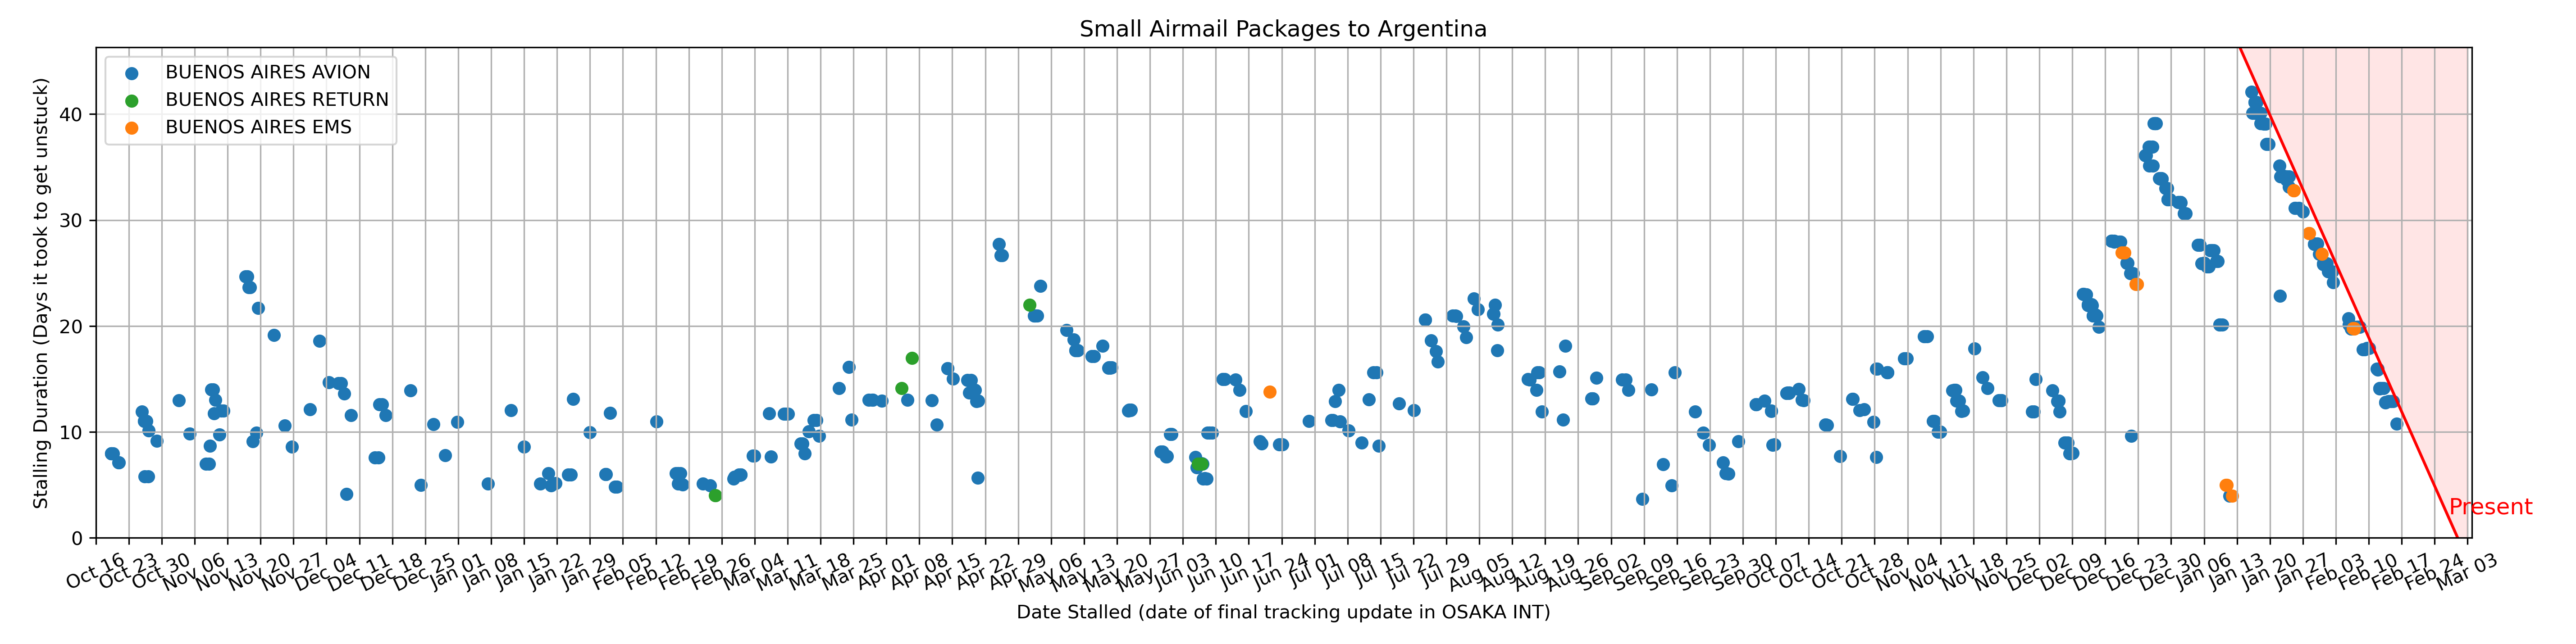 Small Airmail Packages to Argentina
BUENOS AIRES AVION
BUENOS AIRES RETURN
BUENOS AIRES EMS
Stalling Duration (Days it took to get unstuck)
40
30
20
10
0
Present
Oct 16 Oct 23 Oct 30 Nov 06 Nov 13 Nov 20 Nov 27 Dec 04 Dec 11 Dec 18 Dec 25 Jan 01 Jan 08 Jan 15 Jan 22 Jan 29 Feb 05 Feb 12 Feb 19 Feb 26 Mar 04 Mar 11 Mar 18 Mar 25 Apr 01 Apr 08 Apr 15 Apr 22 Apr 29 May 06 May 13 May 20 May 27 Jun 03 Jun 10 Jun 17 Jun 24 Jul 01 Jul 08 Jul 15 Jul 22 Jul 29 Aug 05 Aug 12 Aug 19 Aug 26 Sep 02 Sep 09 Sep 16 Sep 23 Sep 30 Oct 07 Oct 14 Oct 21 Oct 28 Nov 04 Nov 11 Nov 18 Nov 25 Dec 02 Dec 09 Dec 16 Dec 23 Dec 30 Jan 06 Jan 13 Jan 20 Jan 27 Feb 03 Feb 10 Feb 17 Feb 24 Mar 03
Date Stalled (date of final tracking update in OSAKA INT)